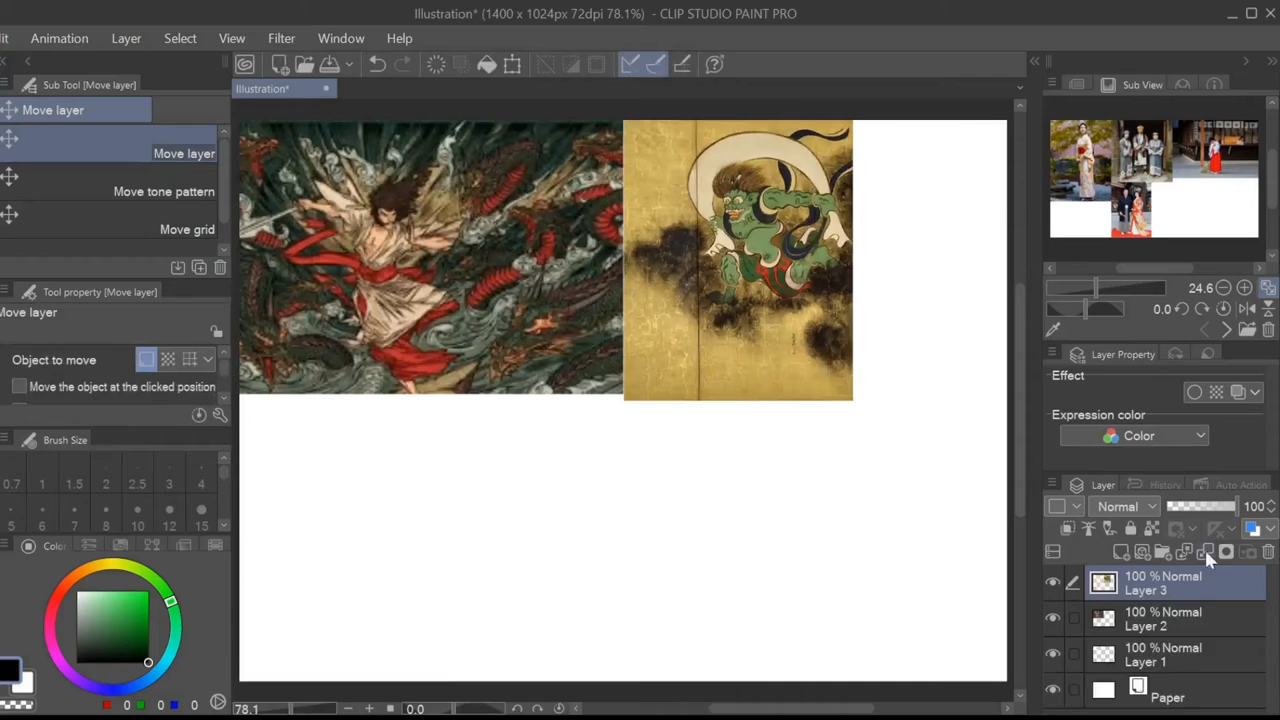 Illustration* (1400 x 1024px 72dpi 78.1%) - CLIP STUDIO PAINT PRO
it Animation Layer Select View Filter Window Help
Sub Tool [Move layer]
Move layer
Move layer
Move tone pattern
Move grid
Tool property [Move layer]
Move layer
Object to move
Move the object at the clicked position
Brush Size
0.7 1 1.5 2 2.5 3 4
5 6 7 8 10 12 15
Color
0 0 0
Illustration*
78.1 0.0
Sub View
24.6
0.0
Layer Property
Effect
Expression color
Color
Layer History Auto Action
Normal 100
100 % Normal
Layer 3
100 % Normal
Layer 2
100 % Normal
Layer 1
Paper